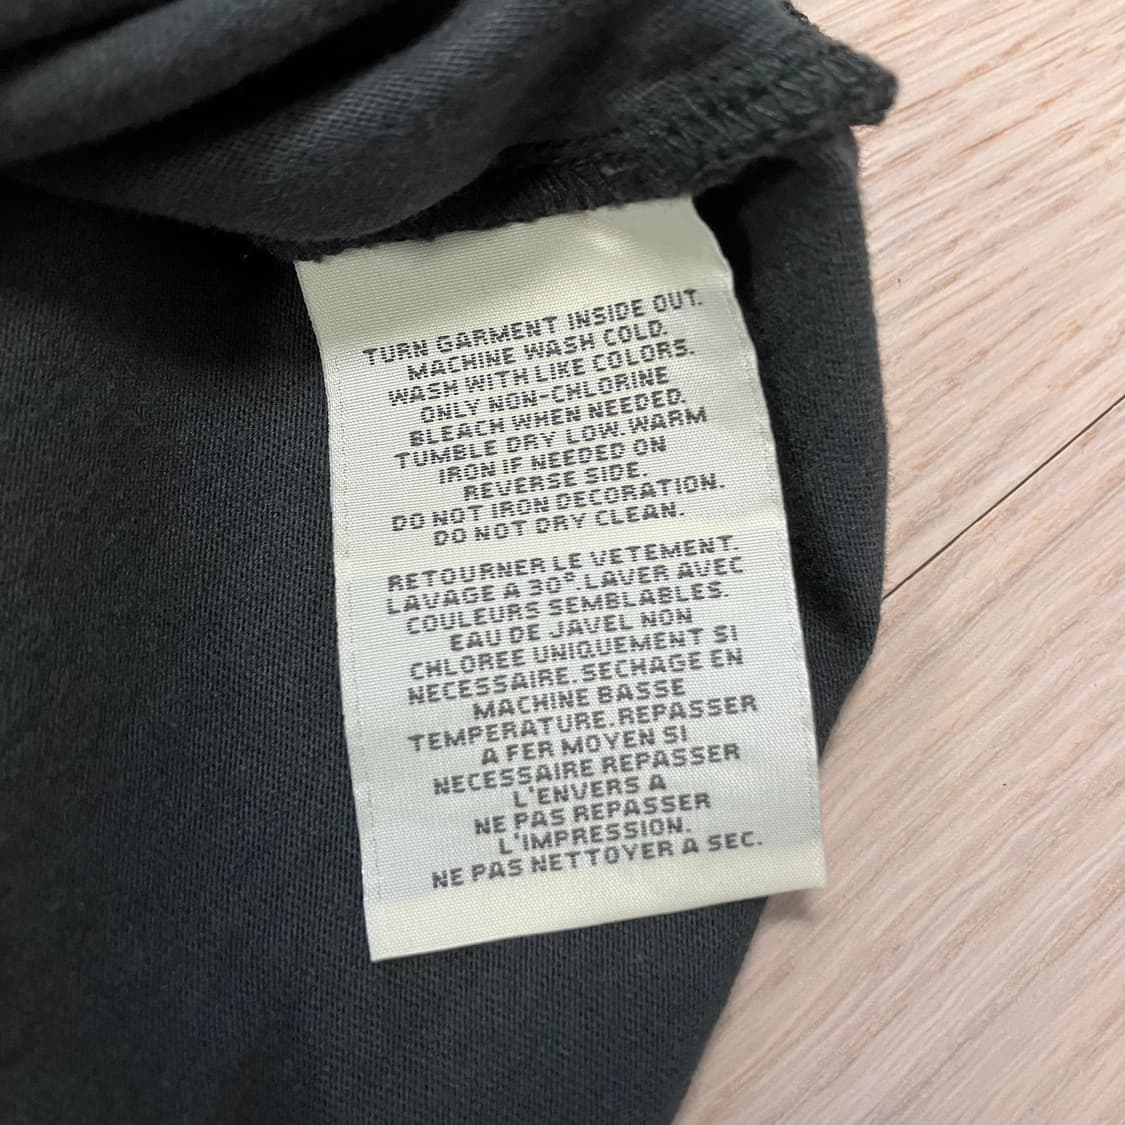 TURN GARMENT INSIDE OUT.
MACHINE WASH COLD.
WASH WITH LIKE COLORS.
ONLY NON-CHLORINE
BLEACH WHEN NEEDED.
TUMBLE DRY LOW. WARM
IRON IF NEEDED ON
REVERSE SIDE.
DO NOT IRON DECORATION.
DO NOT DRY CLEAN.
RETOURNER LE VETEMENT.
LAVAGE A 30°. LAVER AVEC
COULEURS SEMBLABLES.
EAU DE JAVEL NON
CHLOREE UNIQUEMENT SI
NECESSAIRE. SECHAGE EN
MACHINE BASSE
TEMPERATURE. REPASSER
A FER MOYEN SI
NECESSAIRE REPASSER
L'ENVERS A
NE PAS REPASSER
L'IMPRESSION.
NE PAS NETTOYER A SEC.